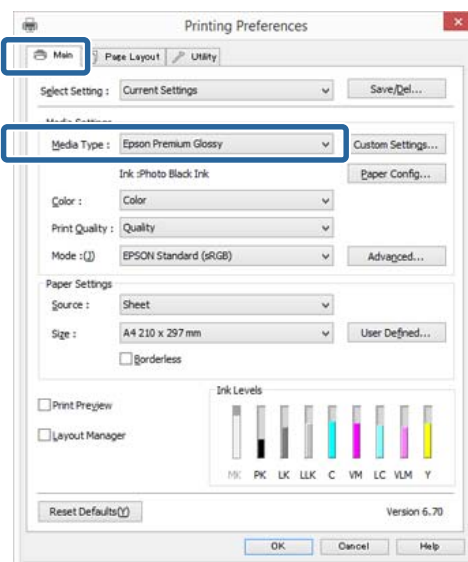 Printing Preferences
Main Page Layout Utility
Select Setting : Current Settings Save/Del...
Media Settings
Media Type : Epson Premium Glossy Custom Settings...
Ink :Photo Black Ink Paper Config...
Color : Color
Print Quality : Quality
Mode :(J) EPSON Standard (sRGB) Advanced...
Paper Settings
Source : Sheet
Size : A4 210 x 297 mm User Defined...
Borderless
Ink Levels
Print Preview
Layout Manager
MK PK LK LLK C VM LC VLM Y
Reset Defaults(Y) Version 6.70
OK Cancel Help